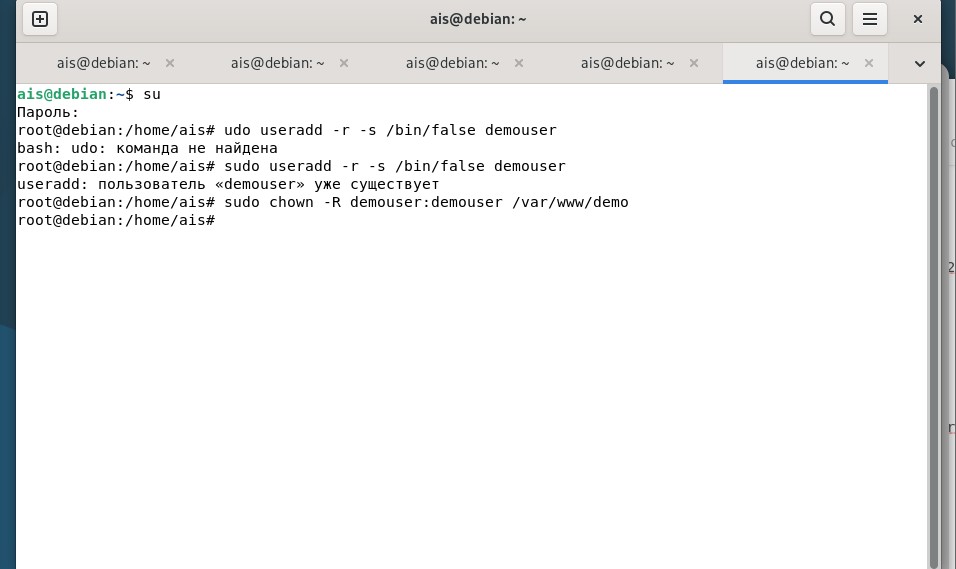 ais@debian: ~
ais@debian: ~ ais@debian: ~ ais@debian: ~ ais@debian: ~ ais@debian: ~
ais@debian:~$ su
Пароль:
root@debian:/home/ais# udo useradd -r -s /bin/false demouser
bash: udo: команда не найдена
root@debian:/home/ais# sudo useradd -r -s /bin/false demouser
useradd: пользователь «demouser» уже существует
root@debian:/home/ais# sudo chown -R demouser:demouser /var/www/demo
root@debian:/home/ais#